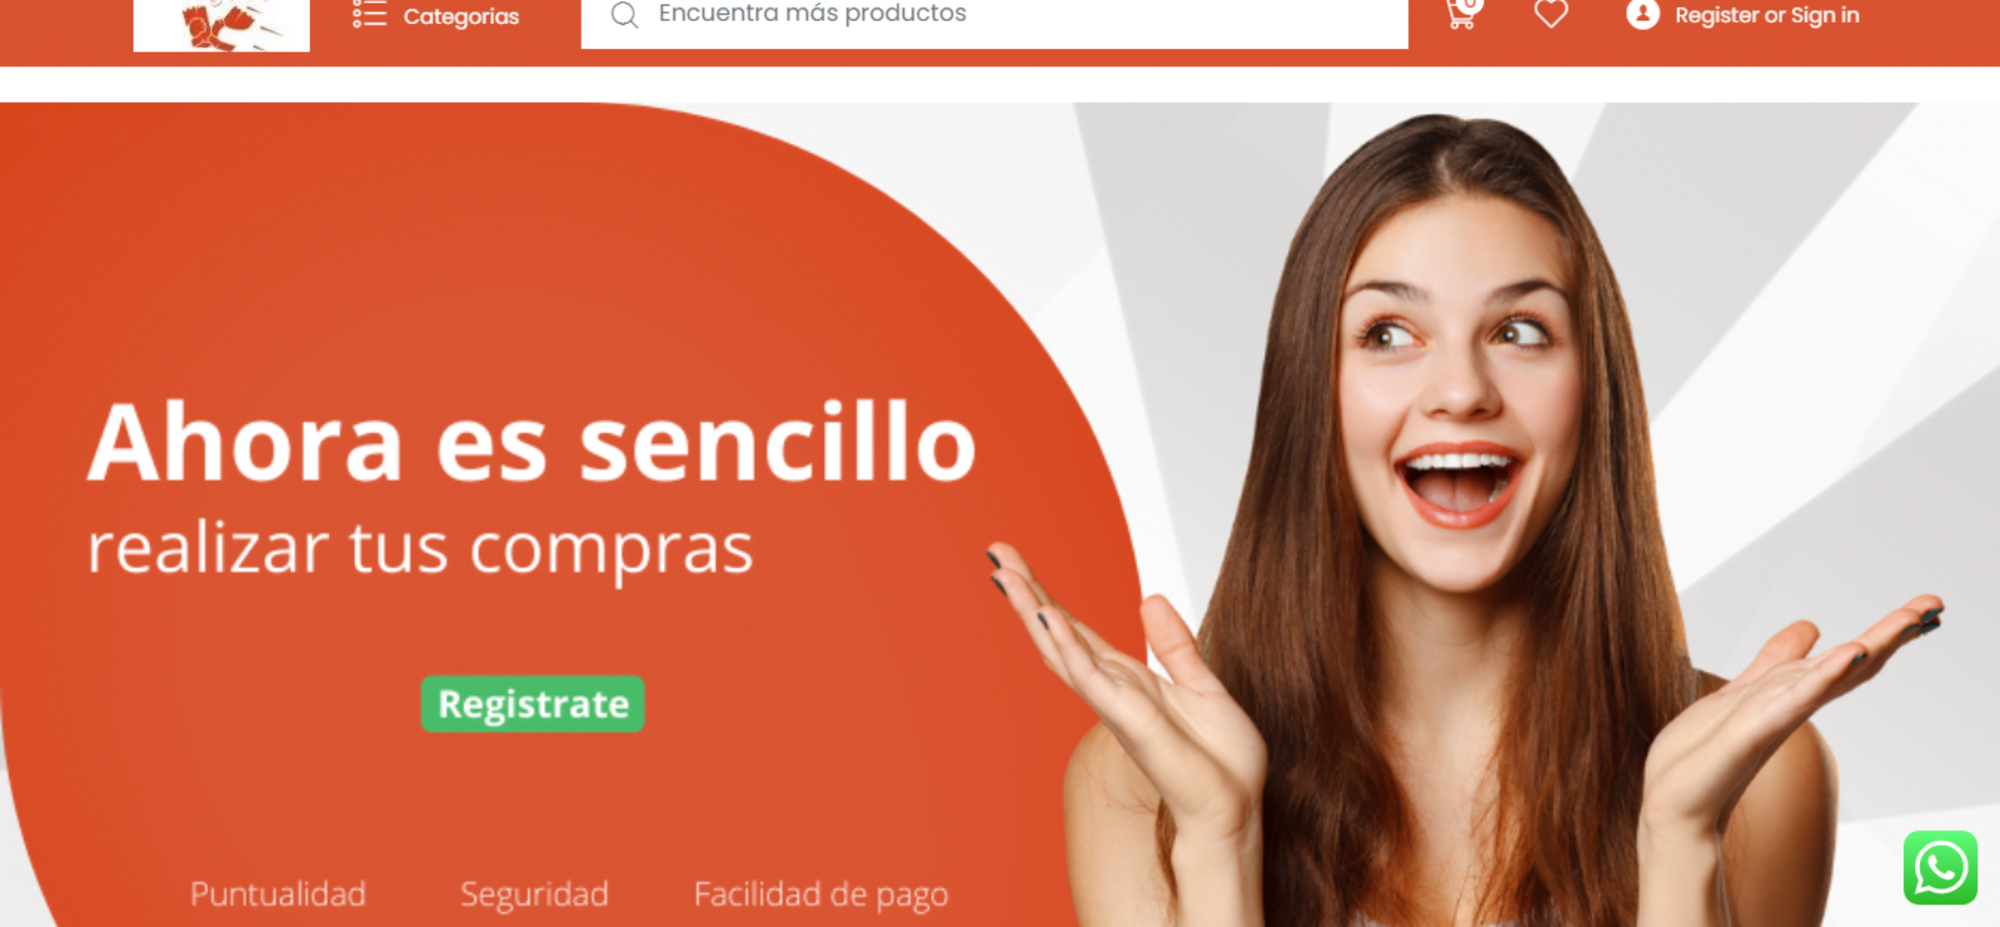 Categorias
Encuentra más productos
0
Register or Sign in
Ahora es sencillo
realizar tus compras
Registrate
Puntualidad
Seguridad
Facilidad de pago